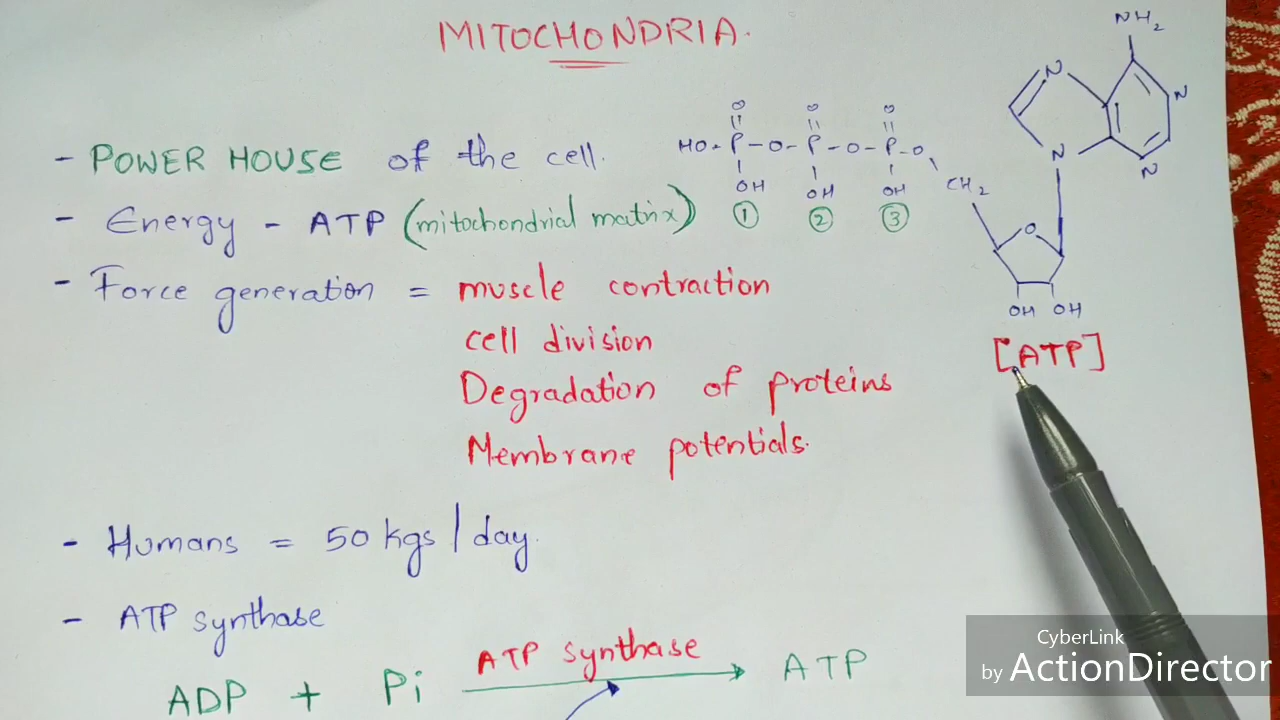 MITOCHONDRIA.
- POWER HOUSE of the cell.
- Energy - ATP (mitochondrial matrix)
- Force generation = muscle contraction
cell division
Degradation of proteins
Membrane potentials.
- Humans = 50 kgs / day.
- ATP synthase
ADP + Pi ATP synthase ATP
NH2
N N
N N
O O O
HO-P-O-P-O-P-O
OH OH OH
CH2
1 2 3
O
OH OH
[ATP]
CyberLink
by ActionDirector